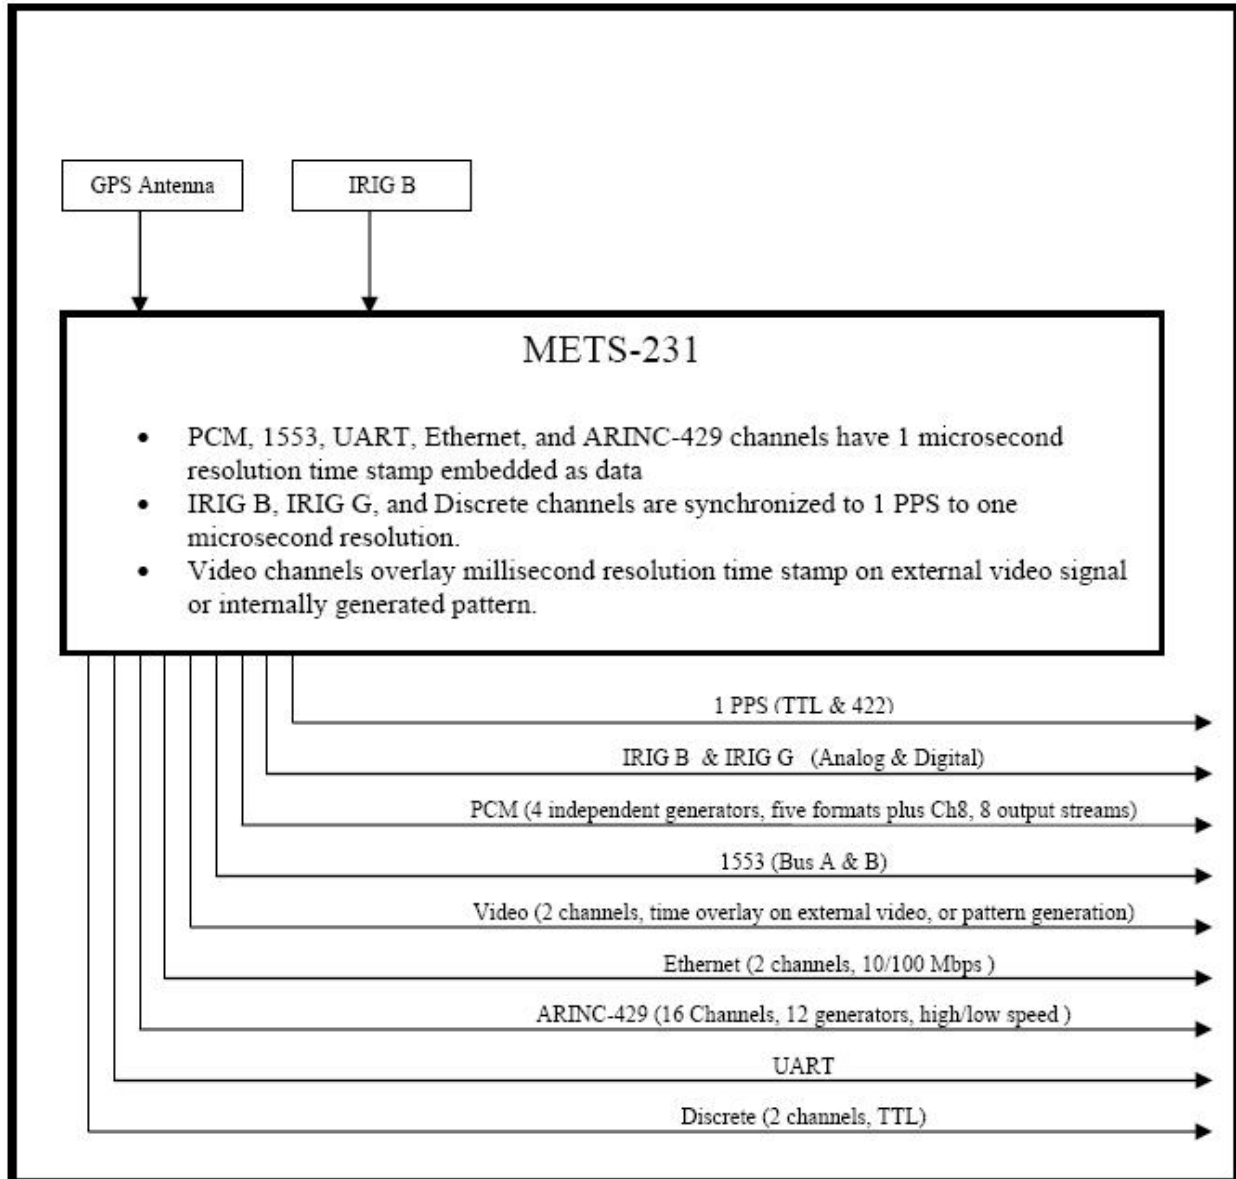 GPS Antenna
IRIG B
METS-231
• PCM, 1553, UART, Ethernet, and ARINC-429 channels have 1 microsecond
resolution time stamp embedded as data
• IRIG B, IRIG G, and Discrete channels are synchronized to 1 PPS to one
microsecond resolution.
• Video channels overlay millisecond resolution time stamp on external video signal
or internally generated pattern.
1 PPS (TTL & 422)
IRIG B & IRIG G (Analog & Digital)
PCM (4 independent generators, five formats plus Ch8, 8 output streams)
1553 (Bus A & B)
Video (2 channels, time overlay on external video, or pattern generation)
Ethernet (2 channels, 10/100 Mbps )
ARINC-429 (16 Channels, 12 generators, high/low speed )
UART
Discrete (2 channels, TTL)